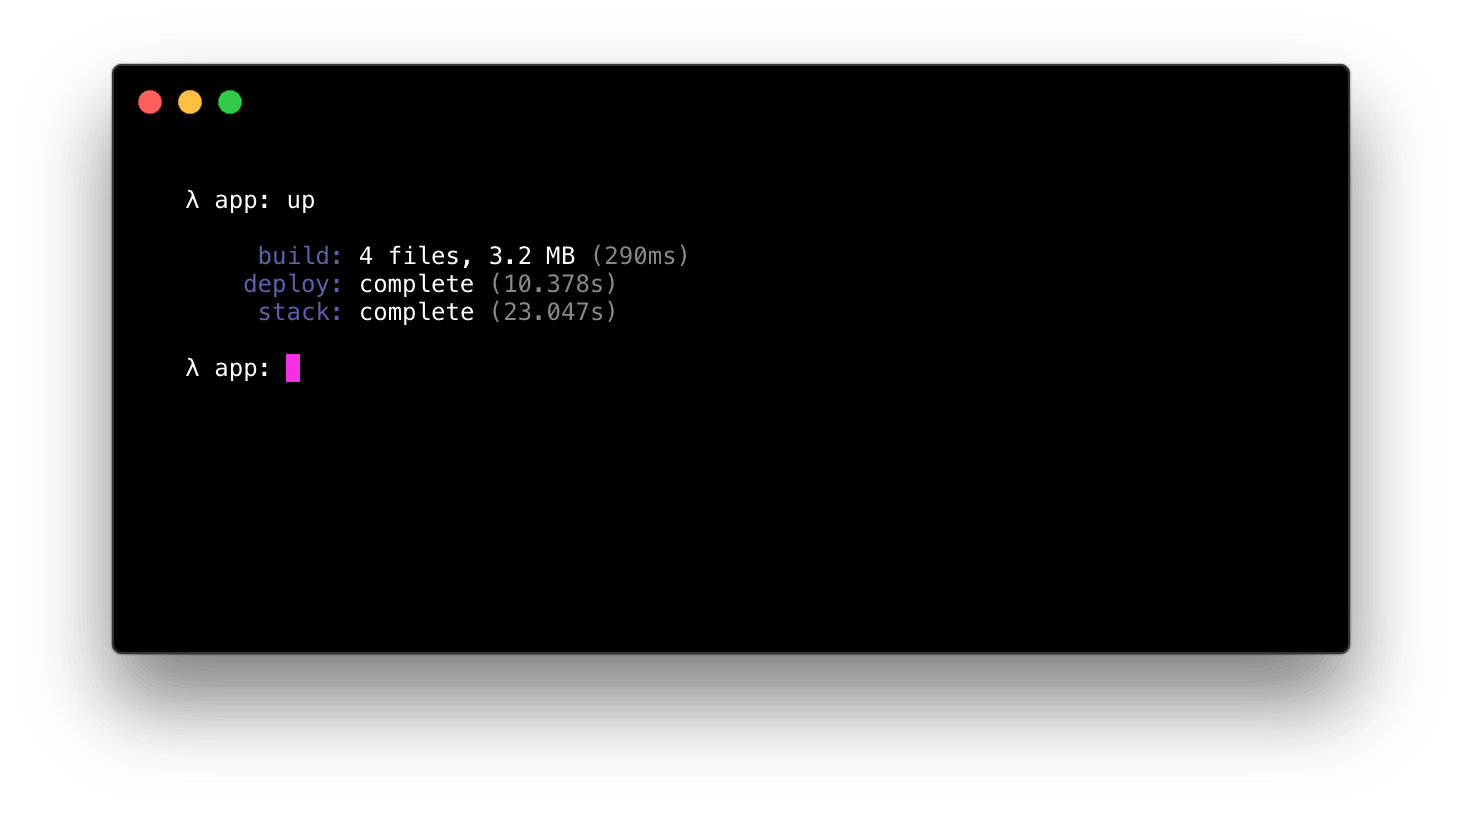 λ app: up
build: 4 files, 3.2 MB (290ms)
deploy: complete (10.378s)
stack: complete (23.047s)
λ app: